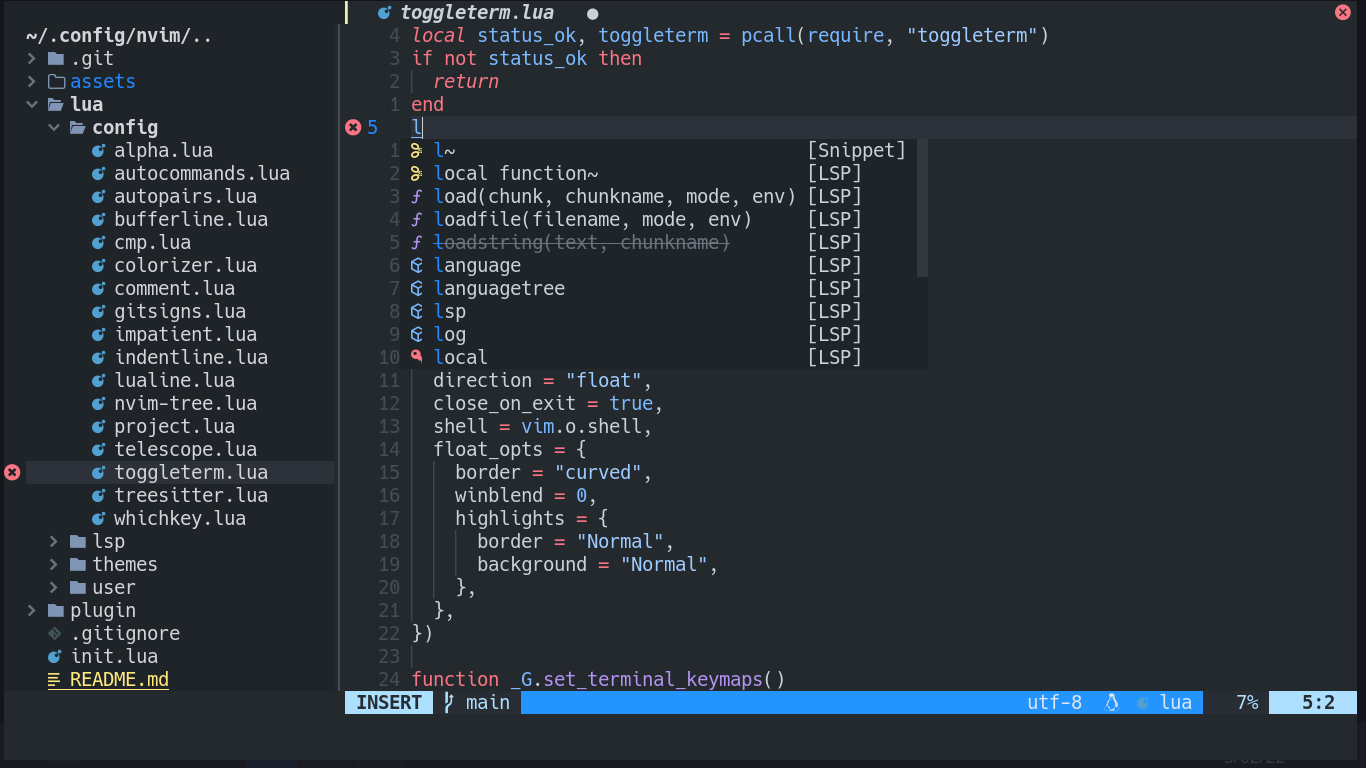 ~/.config/nvim/..
.git
assets
lua
config
alpha.lua
autocommands.lua
autopairs.lua
bufferline.lua
cmp.lua
colorizer.lua
comment.lua
gitsigns.lua
impatient.lua
indentline.lua
lualine.lua
nvim-tree.lua
project.lua
telescope.lua
toggleterm.lua
treesitter.lua
whichkey.lua
lsp
themes
user
plugin
.gitignore
init.lua
README.md
toggleterm.lua
4 local status_ok, toggleterm = pcall(require, "toggleterm")
3 if not status_ok then
2 return
1 end
5 l
1 l~ [Snippet]
2 local function~ [LSP]
3 load(chunk, chunkname, mode, env) [LSP]
4 loadfile(filename, mode, env) [LSP]
5 loadstring(text, chunkname) [LSP]
6 language [LSP]
7 languagetree [LSP]
8 lsp [LSP]
9 log [LSP]
10 local [LSP]
11 direction = "float",
12 close_on_exit = true,
13 shell = vim.o.shell,
14 float_opts = {
15 border = "curved",
16 winblend = 0,
17 highlights = {
18 border = "Normal",
19 background = "Normal",
20 },
21 },
22 })
23
24 function _G.set_terminal_keymaps()
INSERT main utf-8 lua 7% 5:2